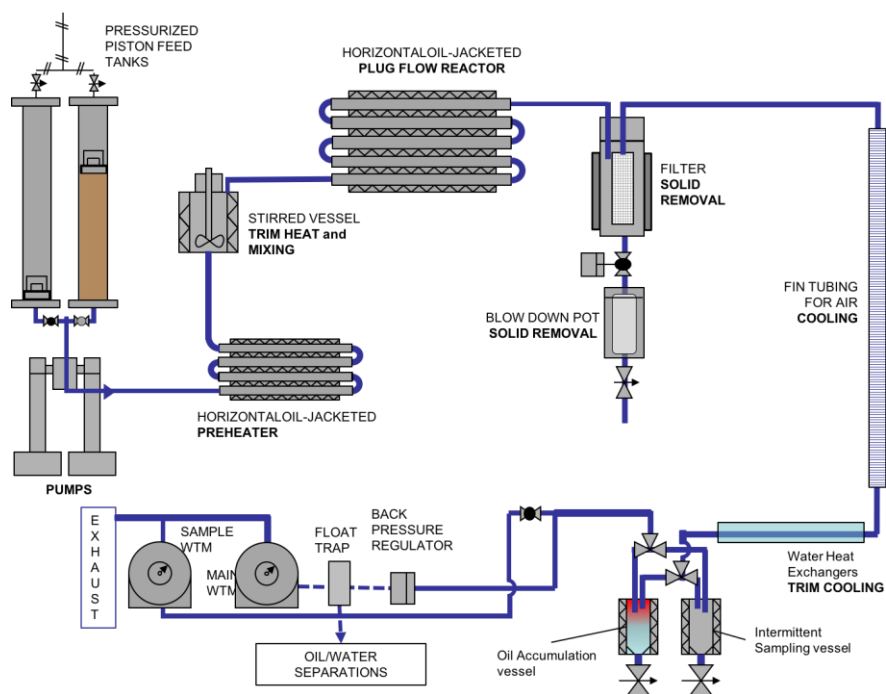 PRESSURIZED
PISTON FEED
TANKS
HORIZONTALOIL-JACKETED
PLUG FLOW REACTOR
STIRRED VESSEL
TRIM HEAT and
MIXING
FILTER
SOLID
REMOVAL
FIN TUBING
FOR AIR
COOLING
BLOW DOWN POT
SOLID REMOVAL
HORIZONTALOIL-JACKETED
PREHEATER
PUMPS
EXHAUST
SAMPLE
WTM
MAIN
WTM
FLOAT
TRAP
BACK
PRESSURE
REGULATOR
Water Heat
Exchangers
TRIM COOLING
OIL/WATER
SEPARATIONS
Oil Accumulation
vessel
Intermittent
Sampling vessel